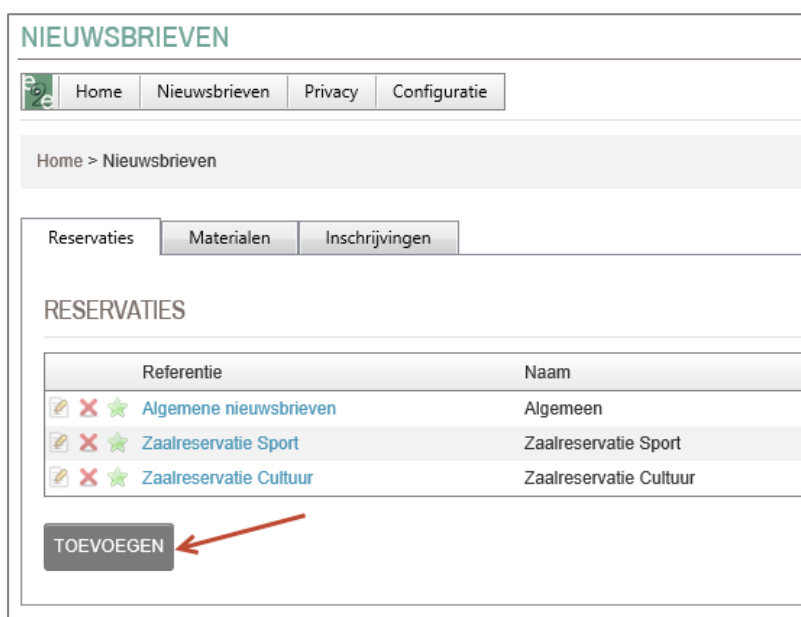 NIEUWSBRIEVEN
e2e Home Nieuwsbrieven Privacy Configuratie
Home > Nieuwsbrieven
Reservaties Materialen Inschrijvingen
RESERVATIES
Referentie Naam
Algemene nieuwsbrieven Algemeen
Zaalreservatie Sport Zaalreservatie Sport
Zaalreservatie Cultuur Zaalreservatie Cultuur
TOEVOEGEN